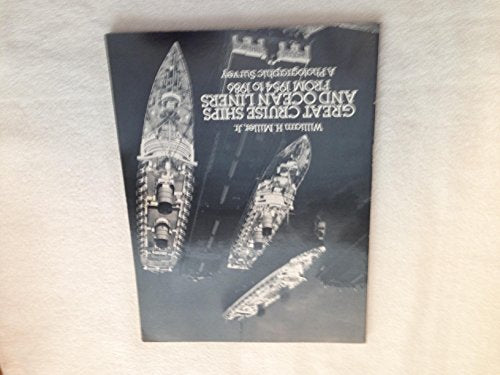 William H. Miller, Jr.
GREAT CRUISE SHIPS
AND OCEAN LINERS
FROM 1954 to 1986
A Photographic Survey